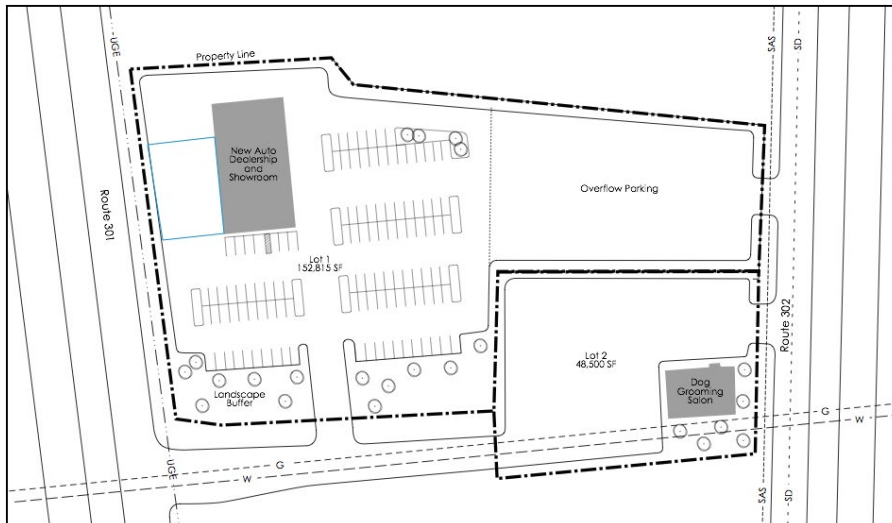 UGE
Property Line
SAS
SD
New Auto
Dealership
and
Showroom
Overflow Parking
Route 301
Lot 1
152,815 SF
Route 302
Lot 2
48,500 SF
Dog
Grooming
Salon
Landscape
Buffer
G
W
G
W
UGE
SAS
SD